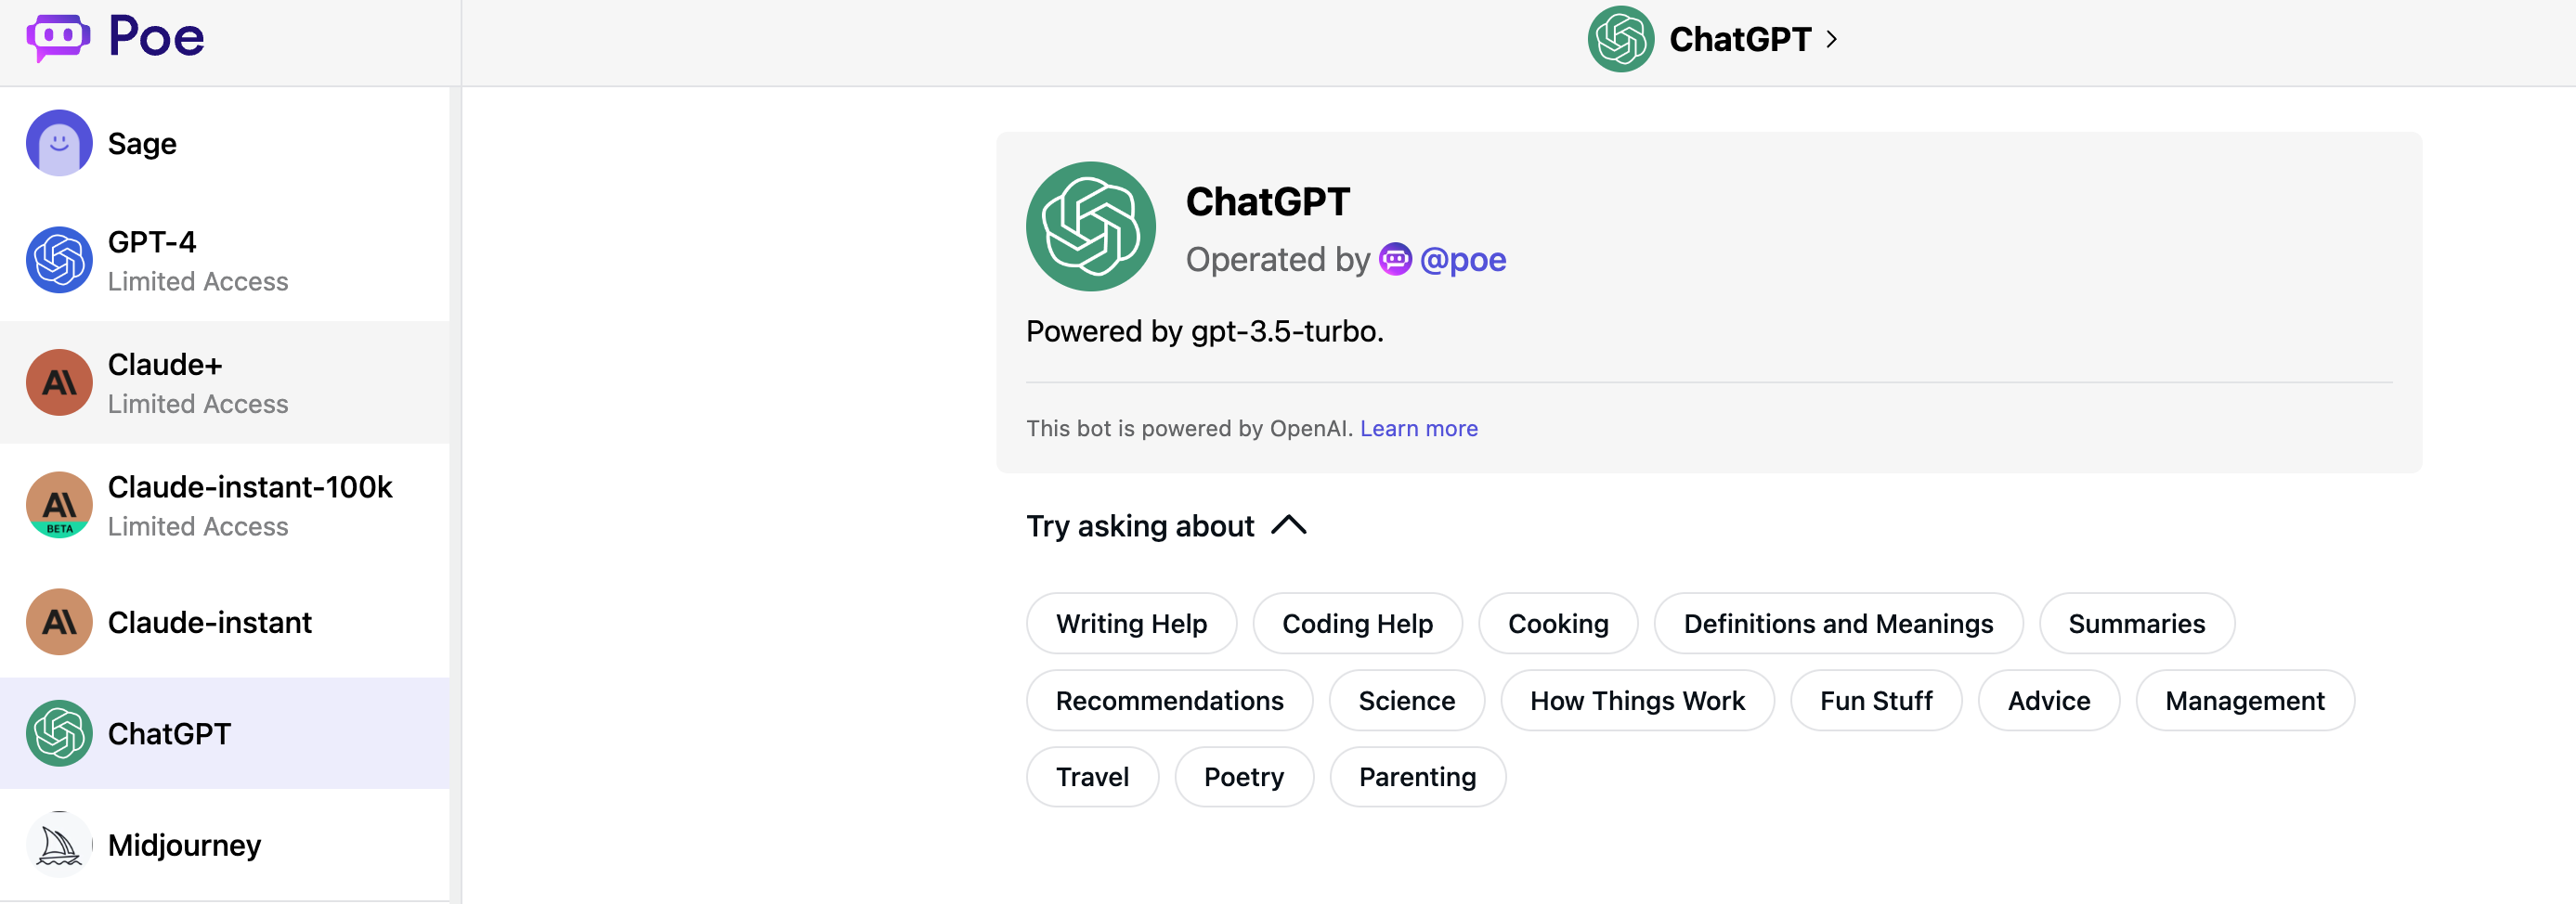 Poe
ChatGPT
Sage
GPT-4
Limited Access
Claude+
Limited Access
Claude-instant-100k
Limited Access
BETA
Claude-instant
ChatGPT
Midjourney
ChatGPT
Operated by @poe
Powered by gpt-3.5-turbo.
This bot is powered by OpenAI. Learn more
Try asking about
Writing Help Coding Help Cooking Definitions and Meanings Summaries
Recommendations Science How Things Work Fun Stuff Advice Management
Travel Poetry Parenting